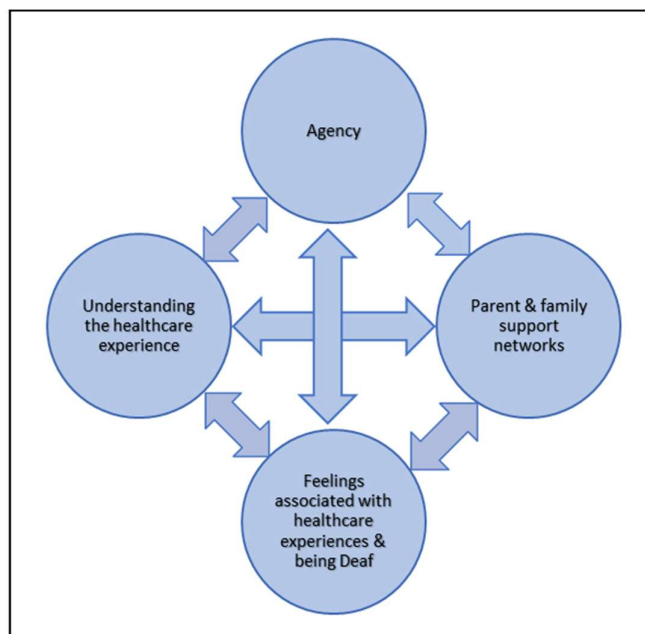 Agency
Understanding
the healthcare
experience
Parent & family
support
networks
Feelings
associated with
healthcare
experiences &
being Deaf